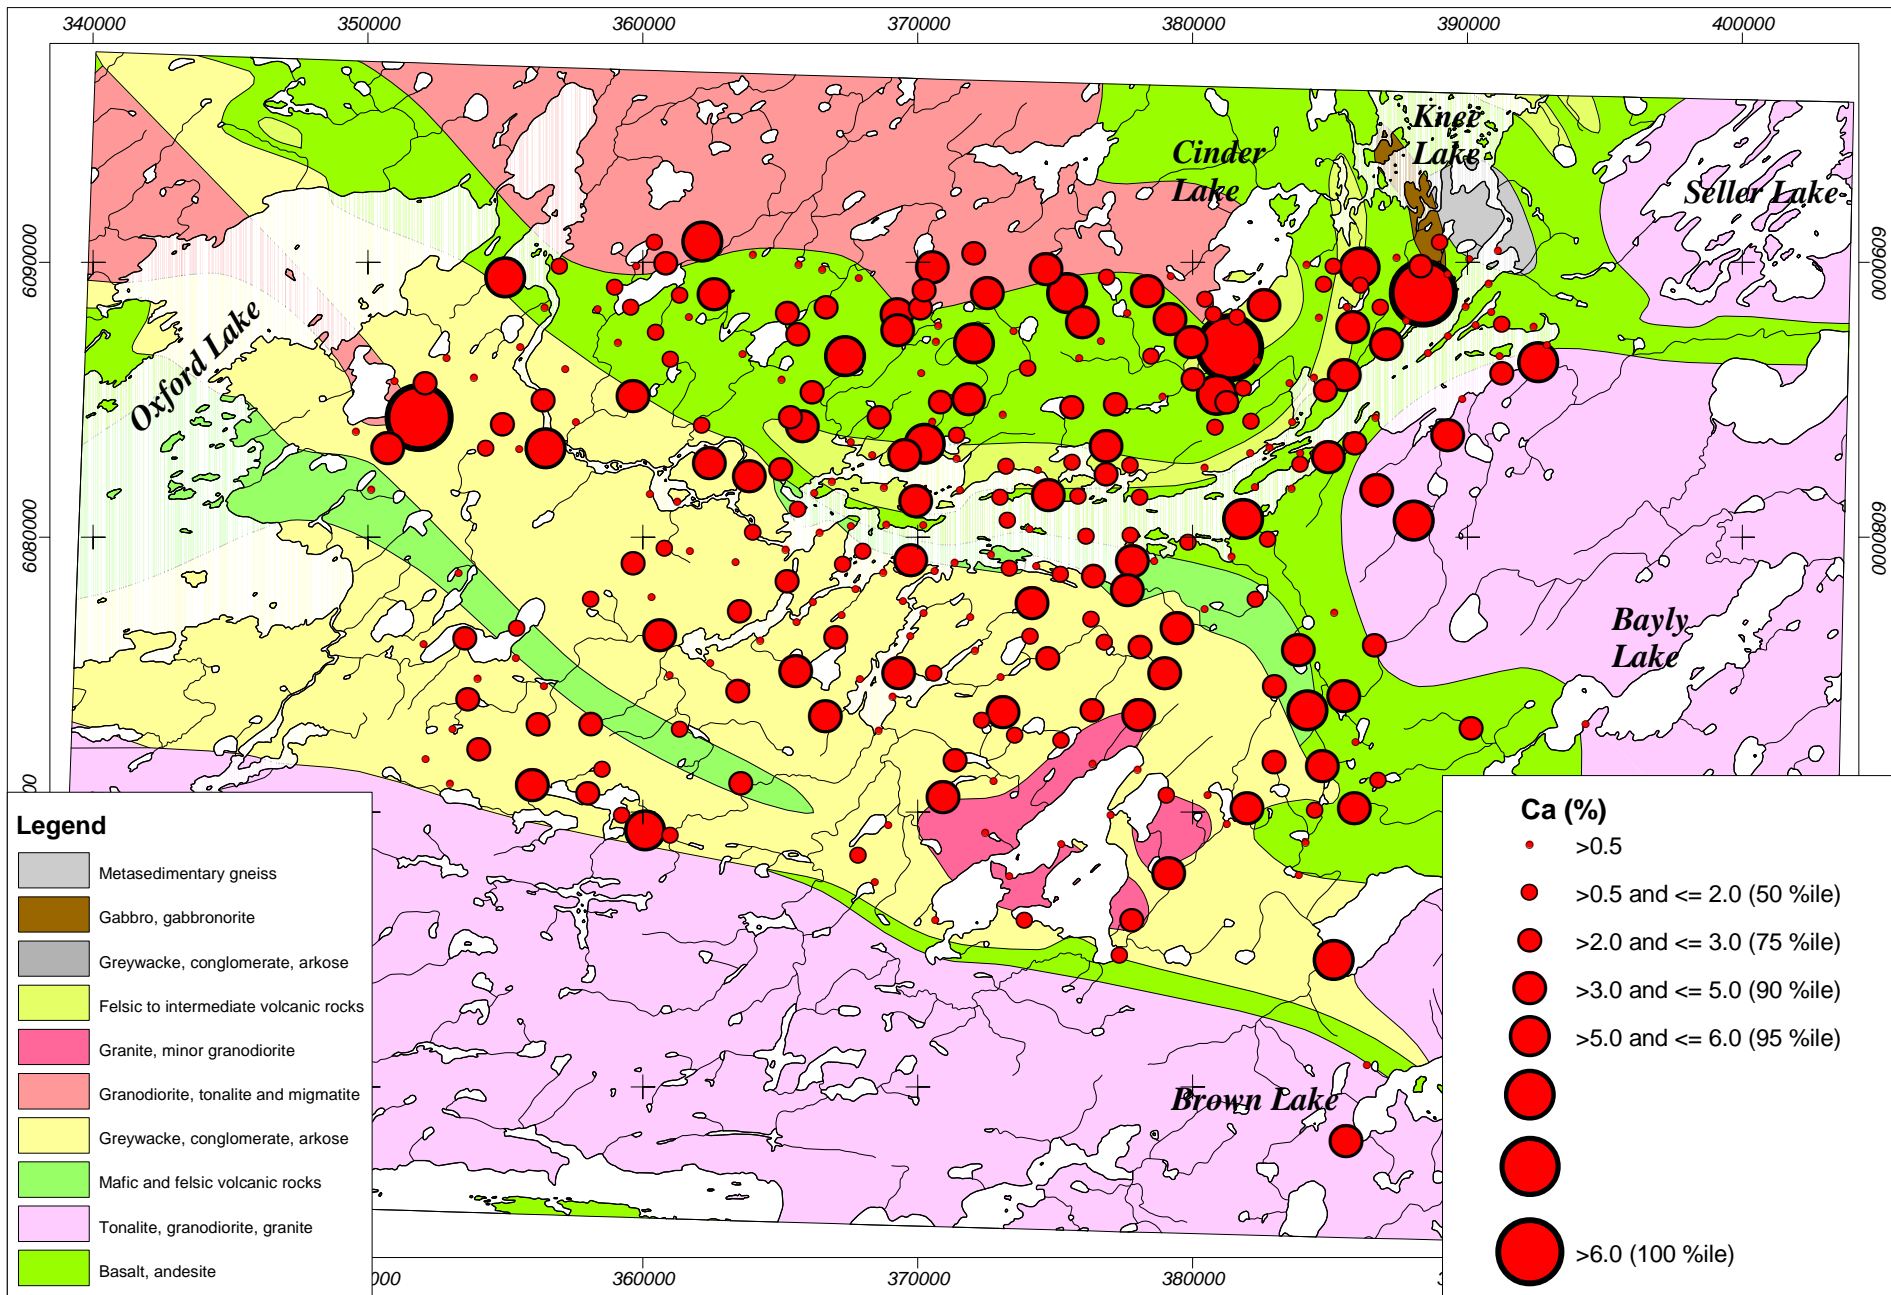 340000
350000
360000
370000
380000
390000
400000
Knee
Lake
Cinder
Lake
Seller Lake
6090000
6090000
Oxford Lake
6080000
6080000
Bayly
Lake
00
Brown Lake
Legend
Metasedimentary gneiss
Gabbro, gabbronorite
Greywacke, conglomerate, arkose
Felsic to intermediate volcanic rocks
Granite, minor granodiorite
Granodiorite, tonalite and migmatite
Greywacke, conglomerate, arkose
Mafic and felsic volcanic rocks
Tonalite, granodiorite, granite
Basalt, andesite
Ca (%)
>0.5
>0.5 and <= 2.0 (50 %ile)
>2.0 and <= 3.0 (75 %ile)
>3.0 and <= 5.0 (90 %ile)
>5.0 and <= 6.0 (95 %ile)
>6.0 (100 %ile)
360000
370000
380000